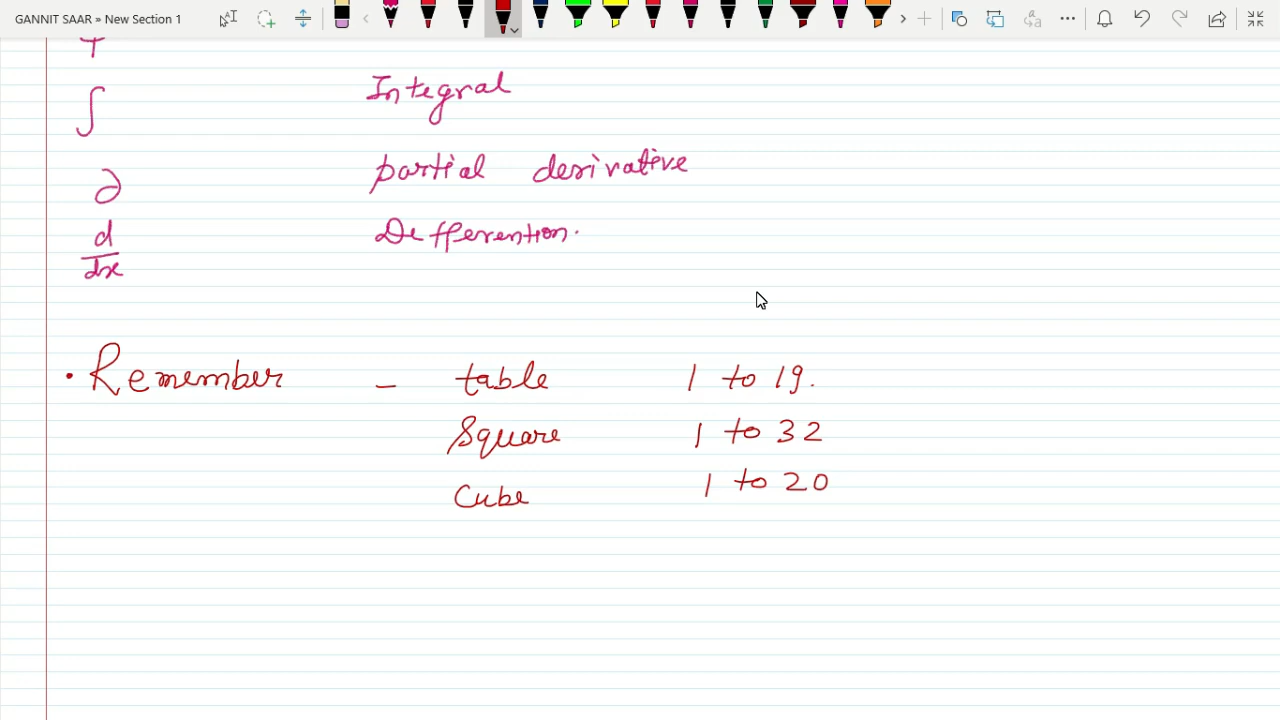 GANNIT SAAR » New Section 1
∫ Integral
∂ partial derivative
d/dx Defferention.
• Remember – table 1 to 19.
Square 1 to 32
Cube 1 to 20